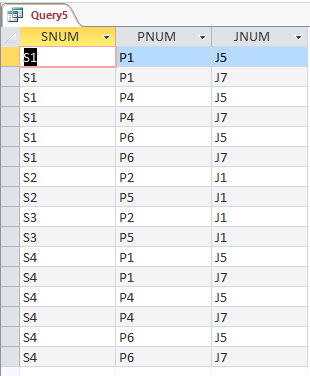 Query5
SNUM PNUM JNUM
S1 P1 J5
S1 P1 J7
S1 P4 J5
S1 P4 J7
S1 P6 J5
S1 P6 J7
S2 P2 J1
S2 P5 J1
S3 P2 J1
S3 P5 J1
S4 P1 J5
S4 P1 J7
S4 P4 J5
S4 P4 J7
S4 P6 J5
S4 P6 J7